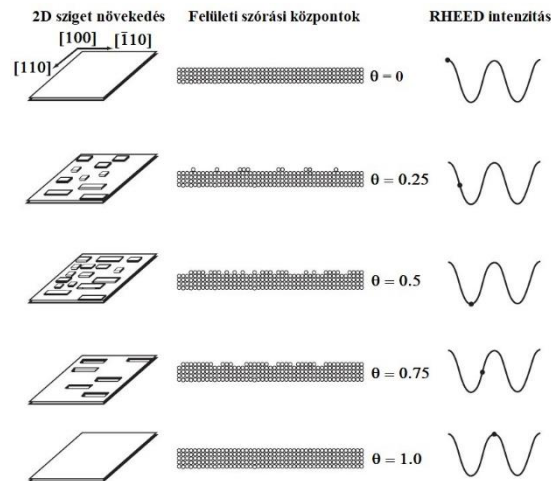 2D sziget növekedés
Felületi szórási központok
RHEED intenzitás
[100]
[1̄10]
[110]
θ = 0
θ = 0.25
θ = 0.5
θ = 0.75
θ = 1.0